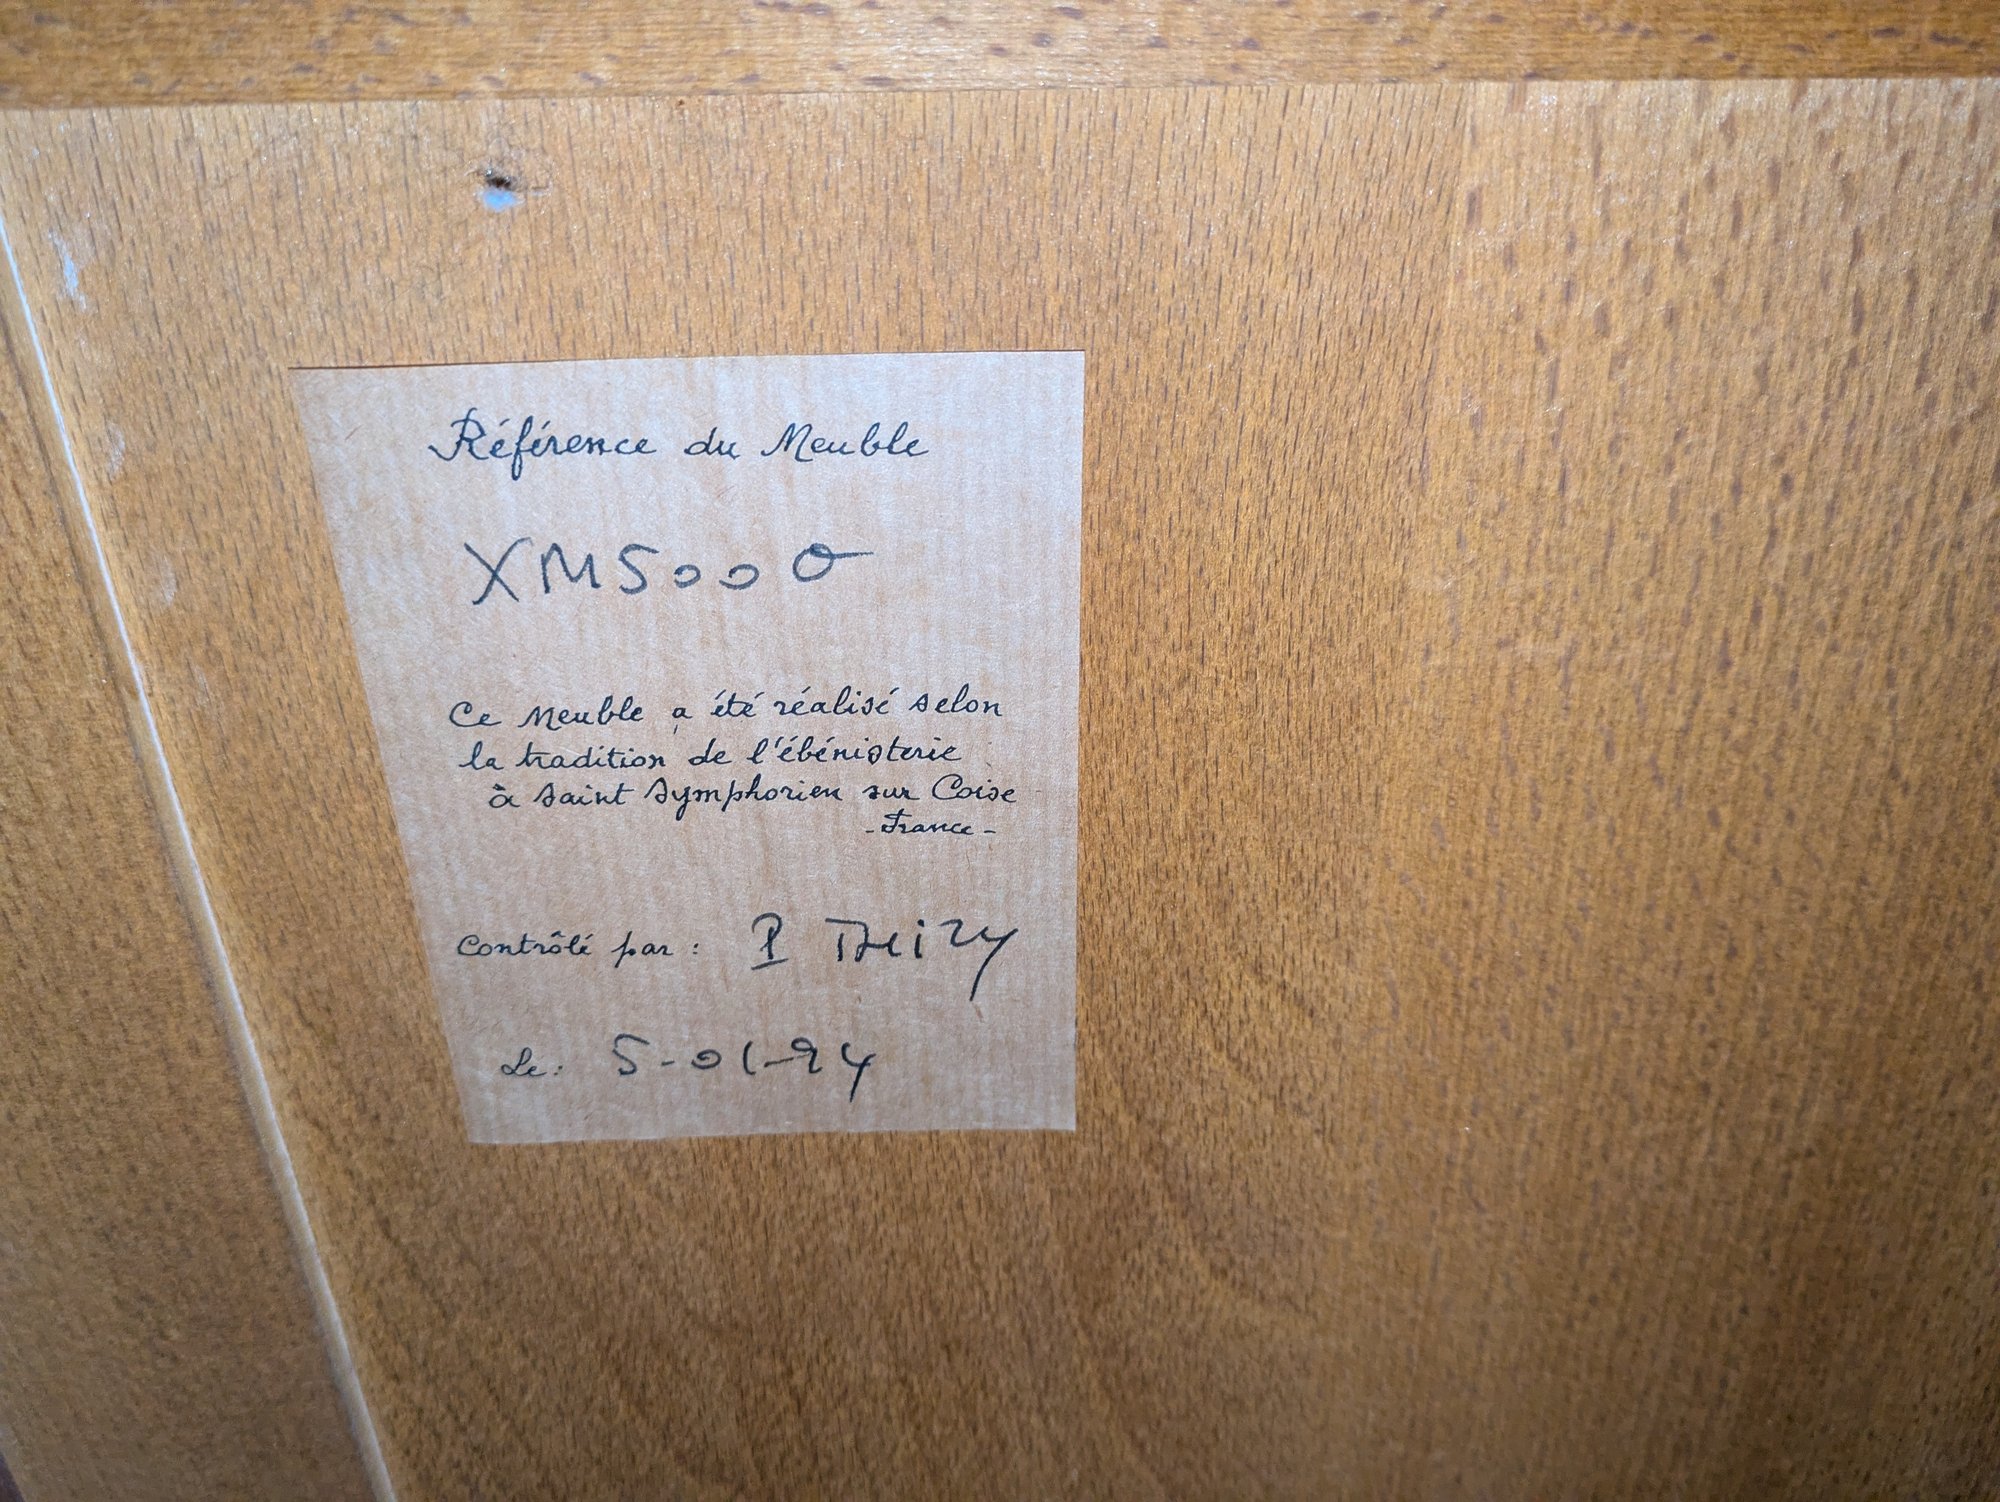 Référence du Meuble
XM5000
Ce Meuble a été réalisé selon
la tradition de l'ébénisterie
à saint symphorien sur Coise
- France -
contrôlé par : P THIRY
Le : 5-01-94